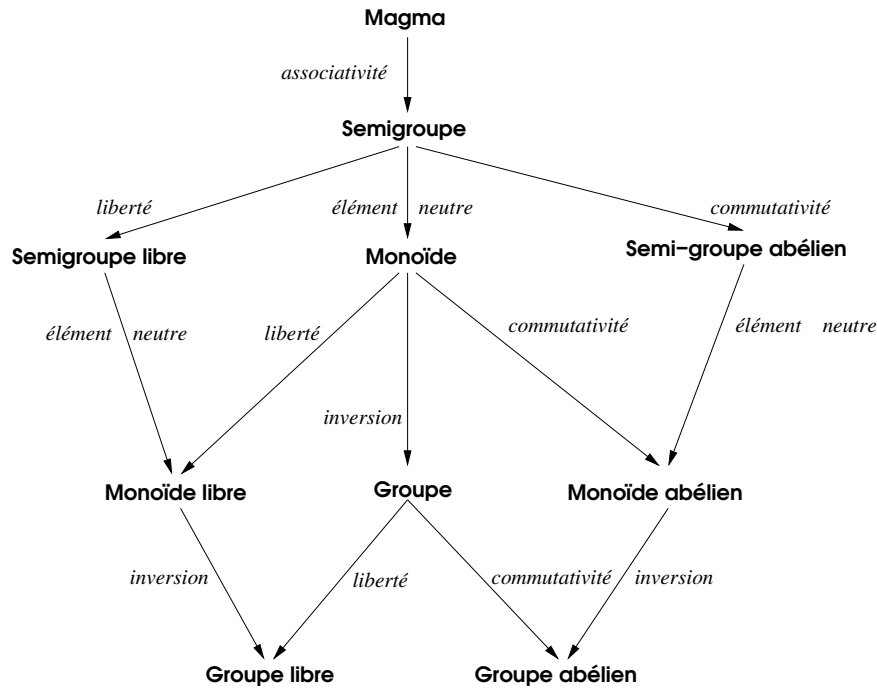 Magma
associativité
Semigroupe
liberté
élément neutre
commutativité
Semigroupe libre
Monoïde
Semi-groupe abélien
élément neutre
liberté
commutativité
élément neutre
inversion
Monoïde libre
Groupe
Monoïde abélien
inversion
liberté
commutativité
inversion
Groupe libre
Groupe abélien